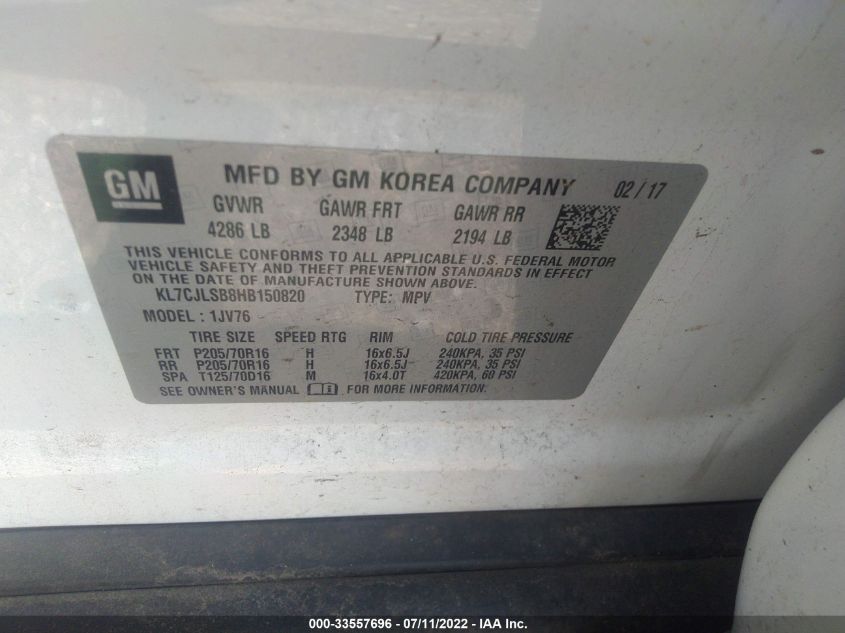 GM
MFD BY GM KOREA COMPANY 02 / 17
GVWR GAWR FRT GAWR RR
4286 LB 2348 LB 2194 LB
THIS VEHICLE CONFORMS TO ALL APPLICABLE U.S. FEDERAL MOTOR
VEHICLE SAFETY AND THEFT PREVENTION STANDARDS IN EFFECT
ON THE DATE OF MANUFACTURE SHOWN ABOVE.
KL7CJLSB8HB150820 TYPE: MPV
MODEL : 1JV76
TIRE SIZE SPEED RTG RIM COLD TIRE PRESSURE
FRT P205/70R16 H 16x6.5J 240KPA, 35 PSI
RR P205/70R16 H 16x6.5J 240KPA, 35 PSI
SPA T125/70D16 M 16x4.0T 420KPA, 60 PSI
SEE OWNER'S MANUAL FOR MORE INFORMATION.
000-33557696 - 07/11/2022 - IAA Inc.